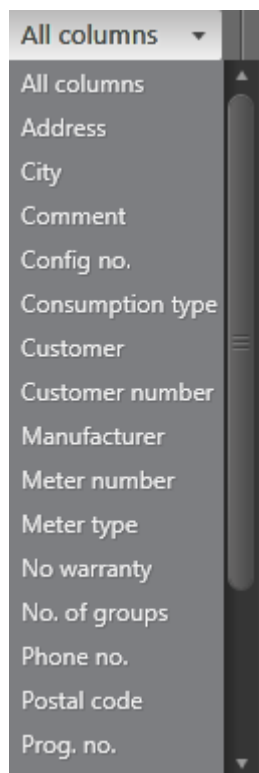 All columns
All columns
Address
City
Comment
Config no.
Consumption type
Customer
Customer number
Manufacturer
Meter number
Meter type
No warranty
No. of groups
Phone no.
Postal code
Prog. no.